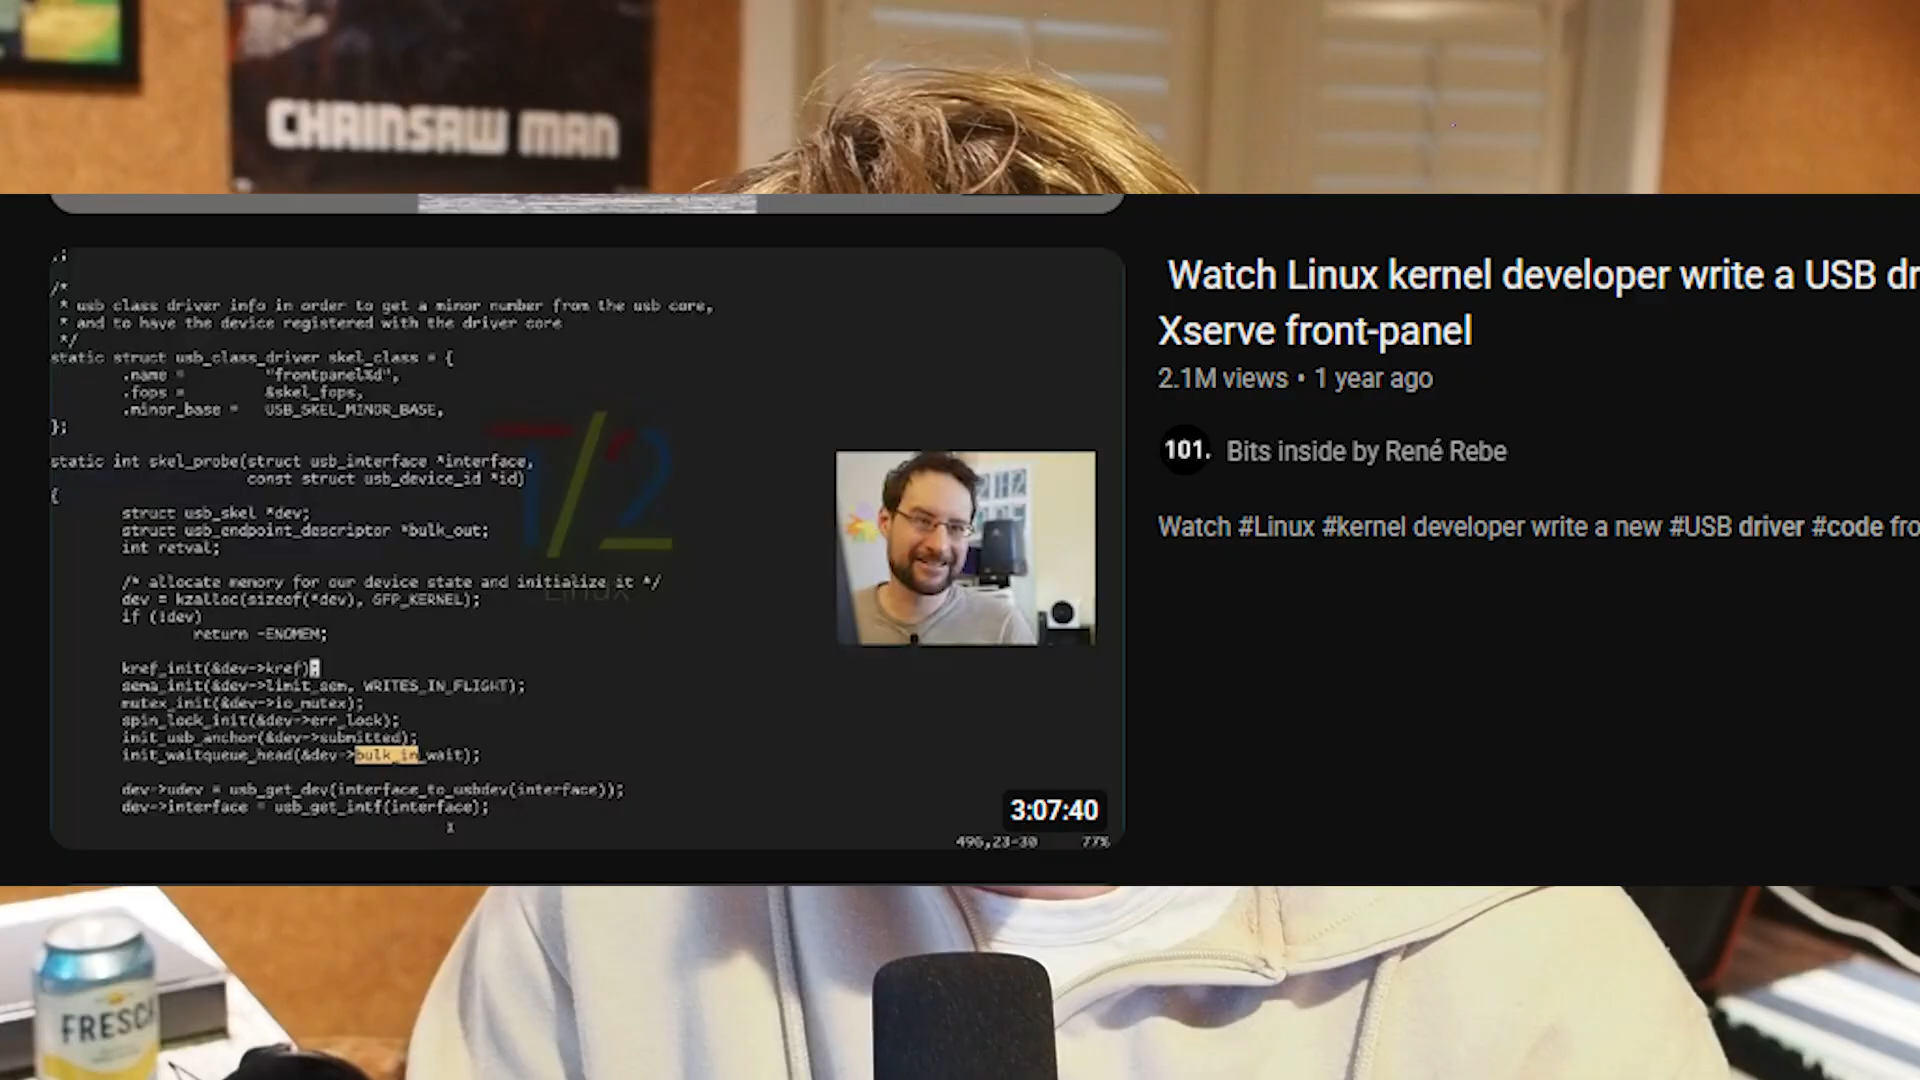 CHAINSAW MAN
/*
* usb class driver info in order to get a minor number from the usb core,
* and to have the device registered with the driver core
*/
static struct usb_class_driver skel_class = {
.name = "frontpanel%d",
.fops = &skel_fops,
.minor_base = USB_SKEL_MINOR_BASE,
};
static int skel_probe(struct usb_interface *interface,
const struct usb_device_id *id)
{
struct usb_skel *dev;
struct usb_endpoint_descriptor *bulk_out;
int retval;
/* allocate memory for our device state and initialize it */
dev = kzalloc(sizeof(*dev), GFP_KERNEL);
if (!dev)
return -ENOMEM;
kref_init(&dev->kref);
sema_init(&dev->limit_sem, WRITES_IN_FLIGHT);
mutex_init(&dev->io_mutex);
spin_lock_init(&dev->err_lock);
init_usb_anchor(&dev->submitted);
init_waitqueue_head(&dev->bulk_in_wait);
dev->udev = usb_get_dev(interface_to_usbdev(interface));
dev->interface = usb_get_intf(interface);
496,23-30 77%
T/2
Linux
3:07:40
Watch Linux kernel developer write a USB dr
Xserve front-panel
2.1M views • 1 year ago
101. Bits inside by René Rebe
Watch #Linux #kernel developer write a new #USB driver #code fro
FRESCA